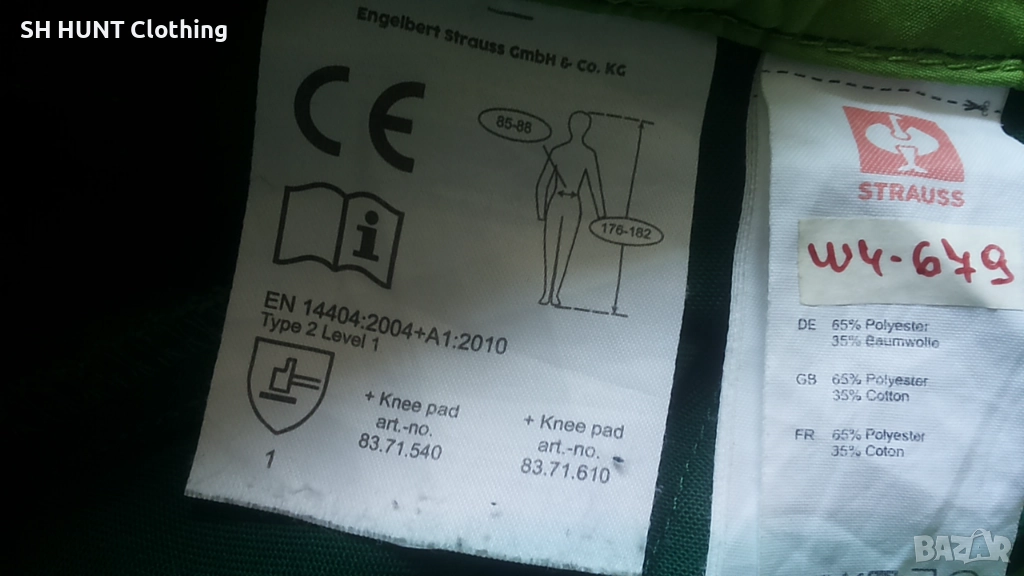 SH HUNT Clothing
Engelbert Strauss GmbH & Co. KG
CE
85-88
176-182
i
EN 14404:2004+A1:2010
Type 2 Level 1
1
+ Knee pad
art.-no.
83.71.540
+ Knee pad
art.-no.
83.71.610
STRAUSS
W4-679
DE 65% Polyester
35% Baumwolle
GB 65% Polyester
35% Cotton
FR 65% Polyester
35% Coton
BAZAR